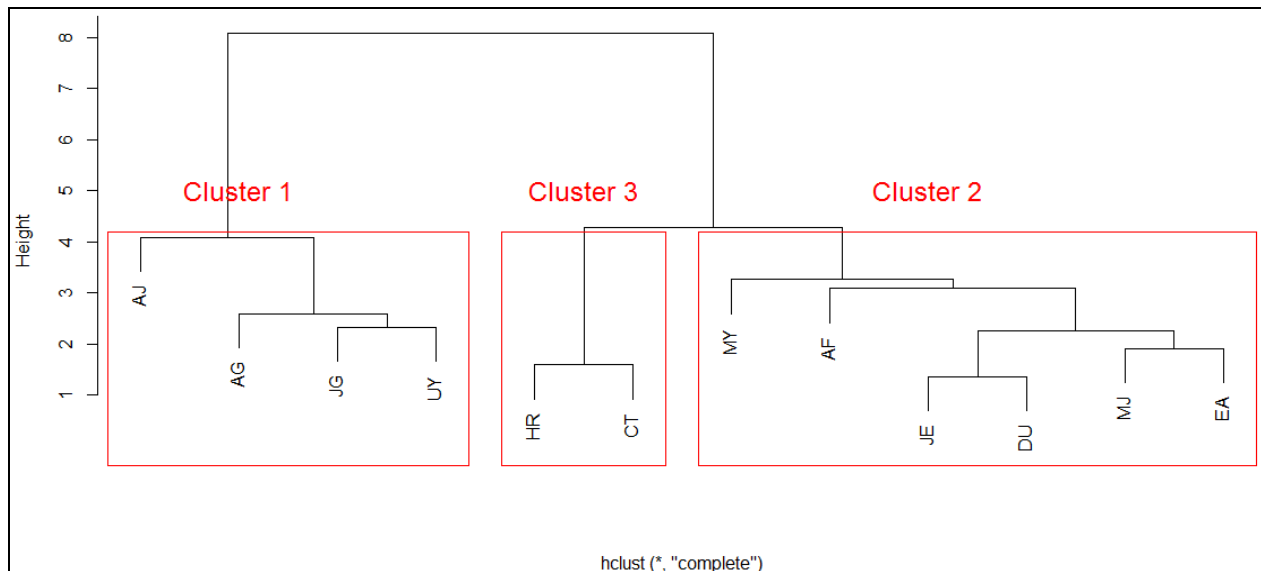 Height
8
7
6
5
4
3
2
1
Cluster 1
Cluster 3
Cluster 2
AJ
AG
JG
UY
HR
CT
MY
AF
JE
DU
MJ
EA
hclust (*, "complete")